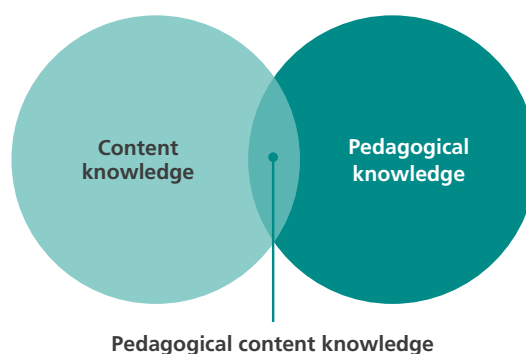 Content
knowledge
Pedagogical
knowledge
Pedagogical content knowledge